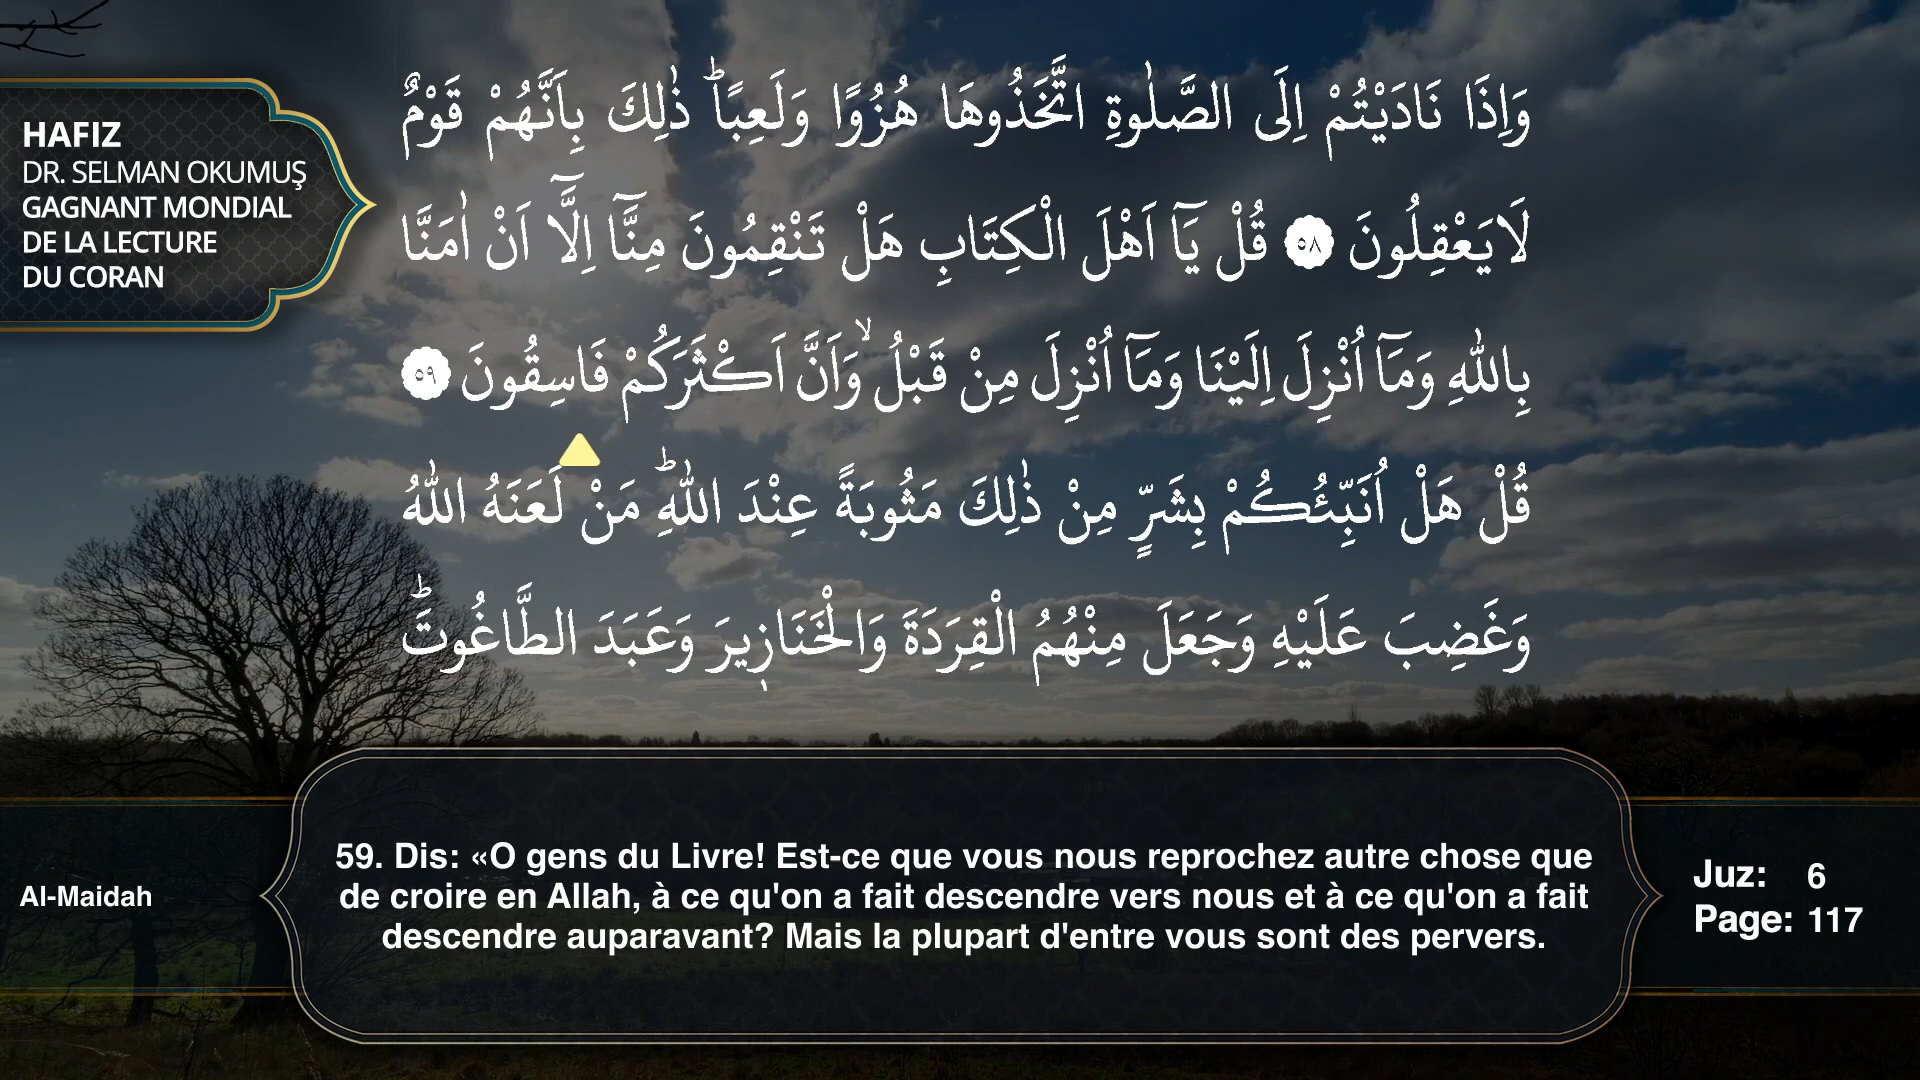 HAFIZ
DR. SELMAN OKUMUŞ
GAGNANT MONDIAL
DE LA LECTURE
DU CORAN
وَاِذَا نَادَيْتُمْ اِلَى الصَّلٰوةِ اتَّخَذُوهَا هُزُوًا وَلَعِبًاۜ ذٰلِكَ بِاَنَّهُمْ قَوْمٌ
لَايَعْقِلُونَ ﴿٥٨﴾ قُلْ يَٓا اَهْلَ الْكِتَابِ هَلْ تَنْقِمُونَ مِنَّٓا اِلَّٓا اَنْ اٰمَنَّا
بِاللّٰهِ وَمَٓا اُنْزِلَ اِلَيْنَا وَمَٓا اُنْزِلَ مِنْ قَبْلُۙ وَاَنَّ اَكْثَرَكُمْ فَاسِقُونَ ﴿٥٩﴾
قُلْ هَلْ اُنَبِّئُكُمْ بِشَرٍّ مِنْ ذٰلِكَ مَثُوبَةً عِنْدَ اللّٰهِۜ مَنْ لَعَنَهُ اللّٰهُ
وَغَضِبَ عَلَيْهِ وَجَعَلَ مِنْهُمُ الْقِرَدَةَ وَالْخَنَازٖيرَ وَعَبَدَ الطَّاغُوتَۜ
59. Dis: «O gens du Livre! Est-ce que vous nous reprochez autre chose que
de croire en Allah, à ce qu'on a fait descendre vers nous et à ce qu'on a fait
descendre auparavant? Mais la plupart d'entre vous sont des pervers.
Al-Maidah
Juz: 6
Page: 117